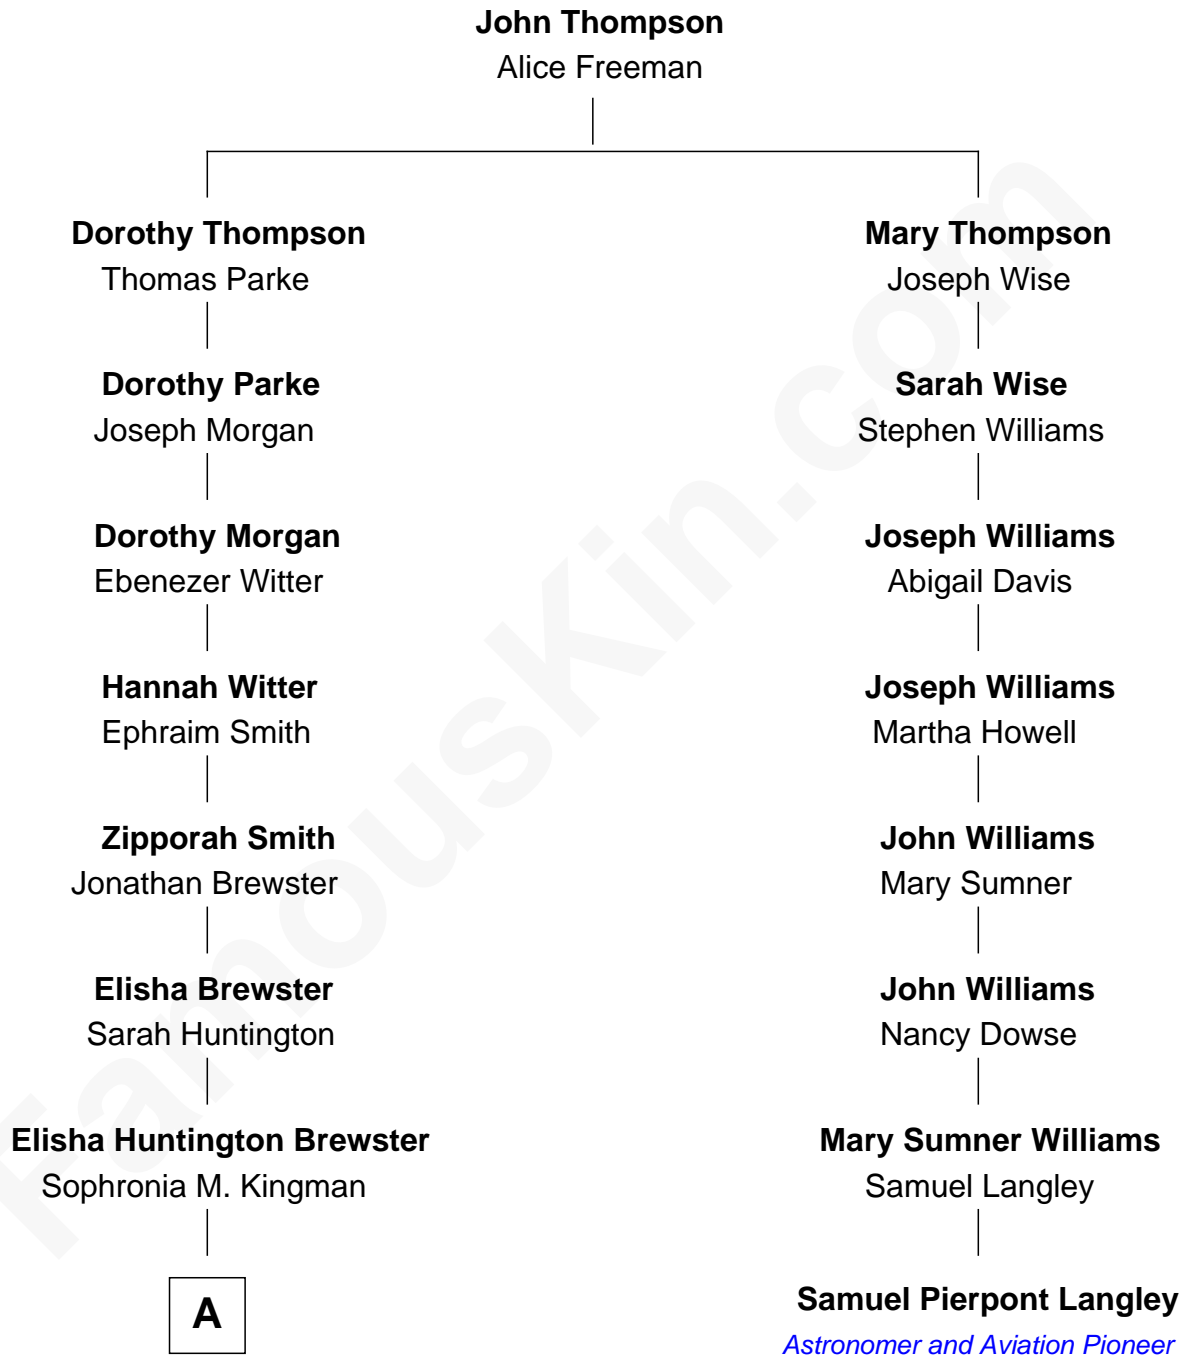 John Thompson
Alice Freeman
Dorothy Thompson
Thomas Parke
Mary Thompson
Joseph Wise
Dorothy Parke
Joseph Morgan
Sarah Wise
Stephen Williams
Dorothy Morgan
Ebenezer Witter
Joseph Williams
Abigail Davis
Hannah Witter
Ephraim Smith
Joseph Williams
Martha Howell
Zipporah Smith
Jonathan Brewster
John Williams
Mary Sumner
Elisha Brewster
Sarah Huntington
John Williams
Nancy Dowse
Elisha Huntington Brewster
Sophronia M. Kingman
Mary Sumner Williams
Samuel Langley
A
Samuel Pierpont Langley
Astronomer and Aviation Pioneer
FamousKin.com